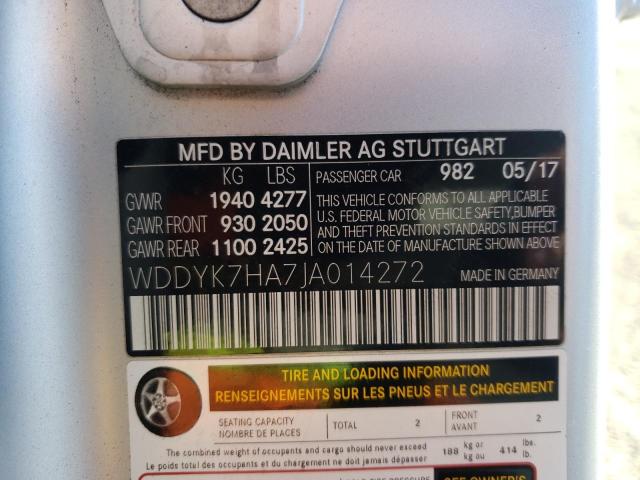 MFD BY DAIMLER AG STUTTGART
KG LBS PASSENGER CAR 982 05/17
GVWR 1940 4277
GAWR FRONT 930 2050
GAWR REAR 1100 2425
THIS VEHICLE CONFORMS TO ALL APPLICABLE
U.S. FEDERAL MOTOR VEHICLE SAFETY,BUMPER
AND THEFT PREVENTION STANDARDS IN EFFECT
ON THE DATE OF MANUFACTURE SHOWN ABOVE
WDDYK7HA7JA014272 MADE IN GERMANY
TIRE AND LOADING INFORMATION
RENSEIGNEMENTS SUR LES PNEUS ET LE CHARGEMENT
SEATING CAPACITY
NOMBRE DE PLACES
TOTAL 2
FRONT
AVANT
2
The combined weight of occupants and cargo should never exceed
Le poids total des occupants et du chargement ne doit jamais dépasser
188 kg or
kg ou
414 lbs.
lb.